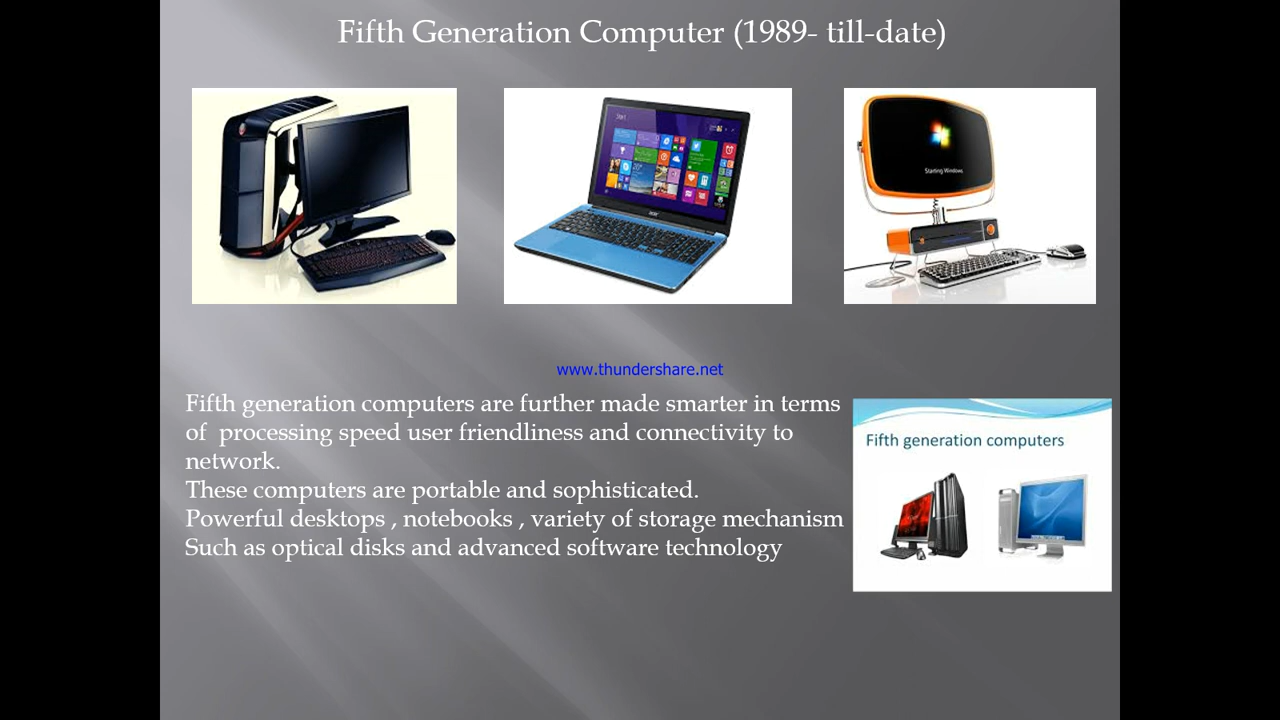 Fifth Generation Computer (1989- till-date)
Start
acer
Starting Windows
www.thundershare.net
Fifth generation computers are further made smarter in terms
of  processing speed user friendliness and connectivity to
network.
These computers are portable and sophisticated.
Powerful desktops , notebooks , variety of storage mechanism
Such as optical disks and advanced software technology
Fifth generation computers